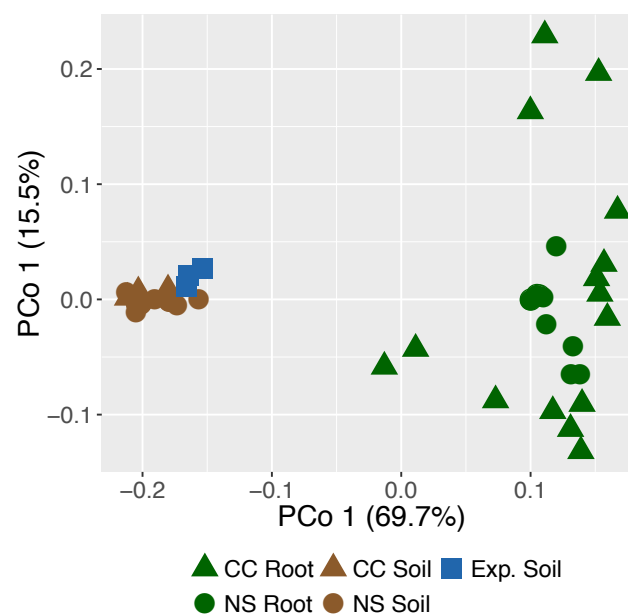 0.2
0.1
0.0
−0.1
PCo 1 (15.5%)
−0.2 −0.1 0.0 0.1
PCo 1 (69.7%)
CC Root CC Soil Exp. Soil
NS Root NS Soil